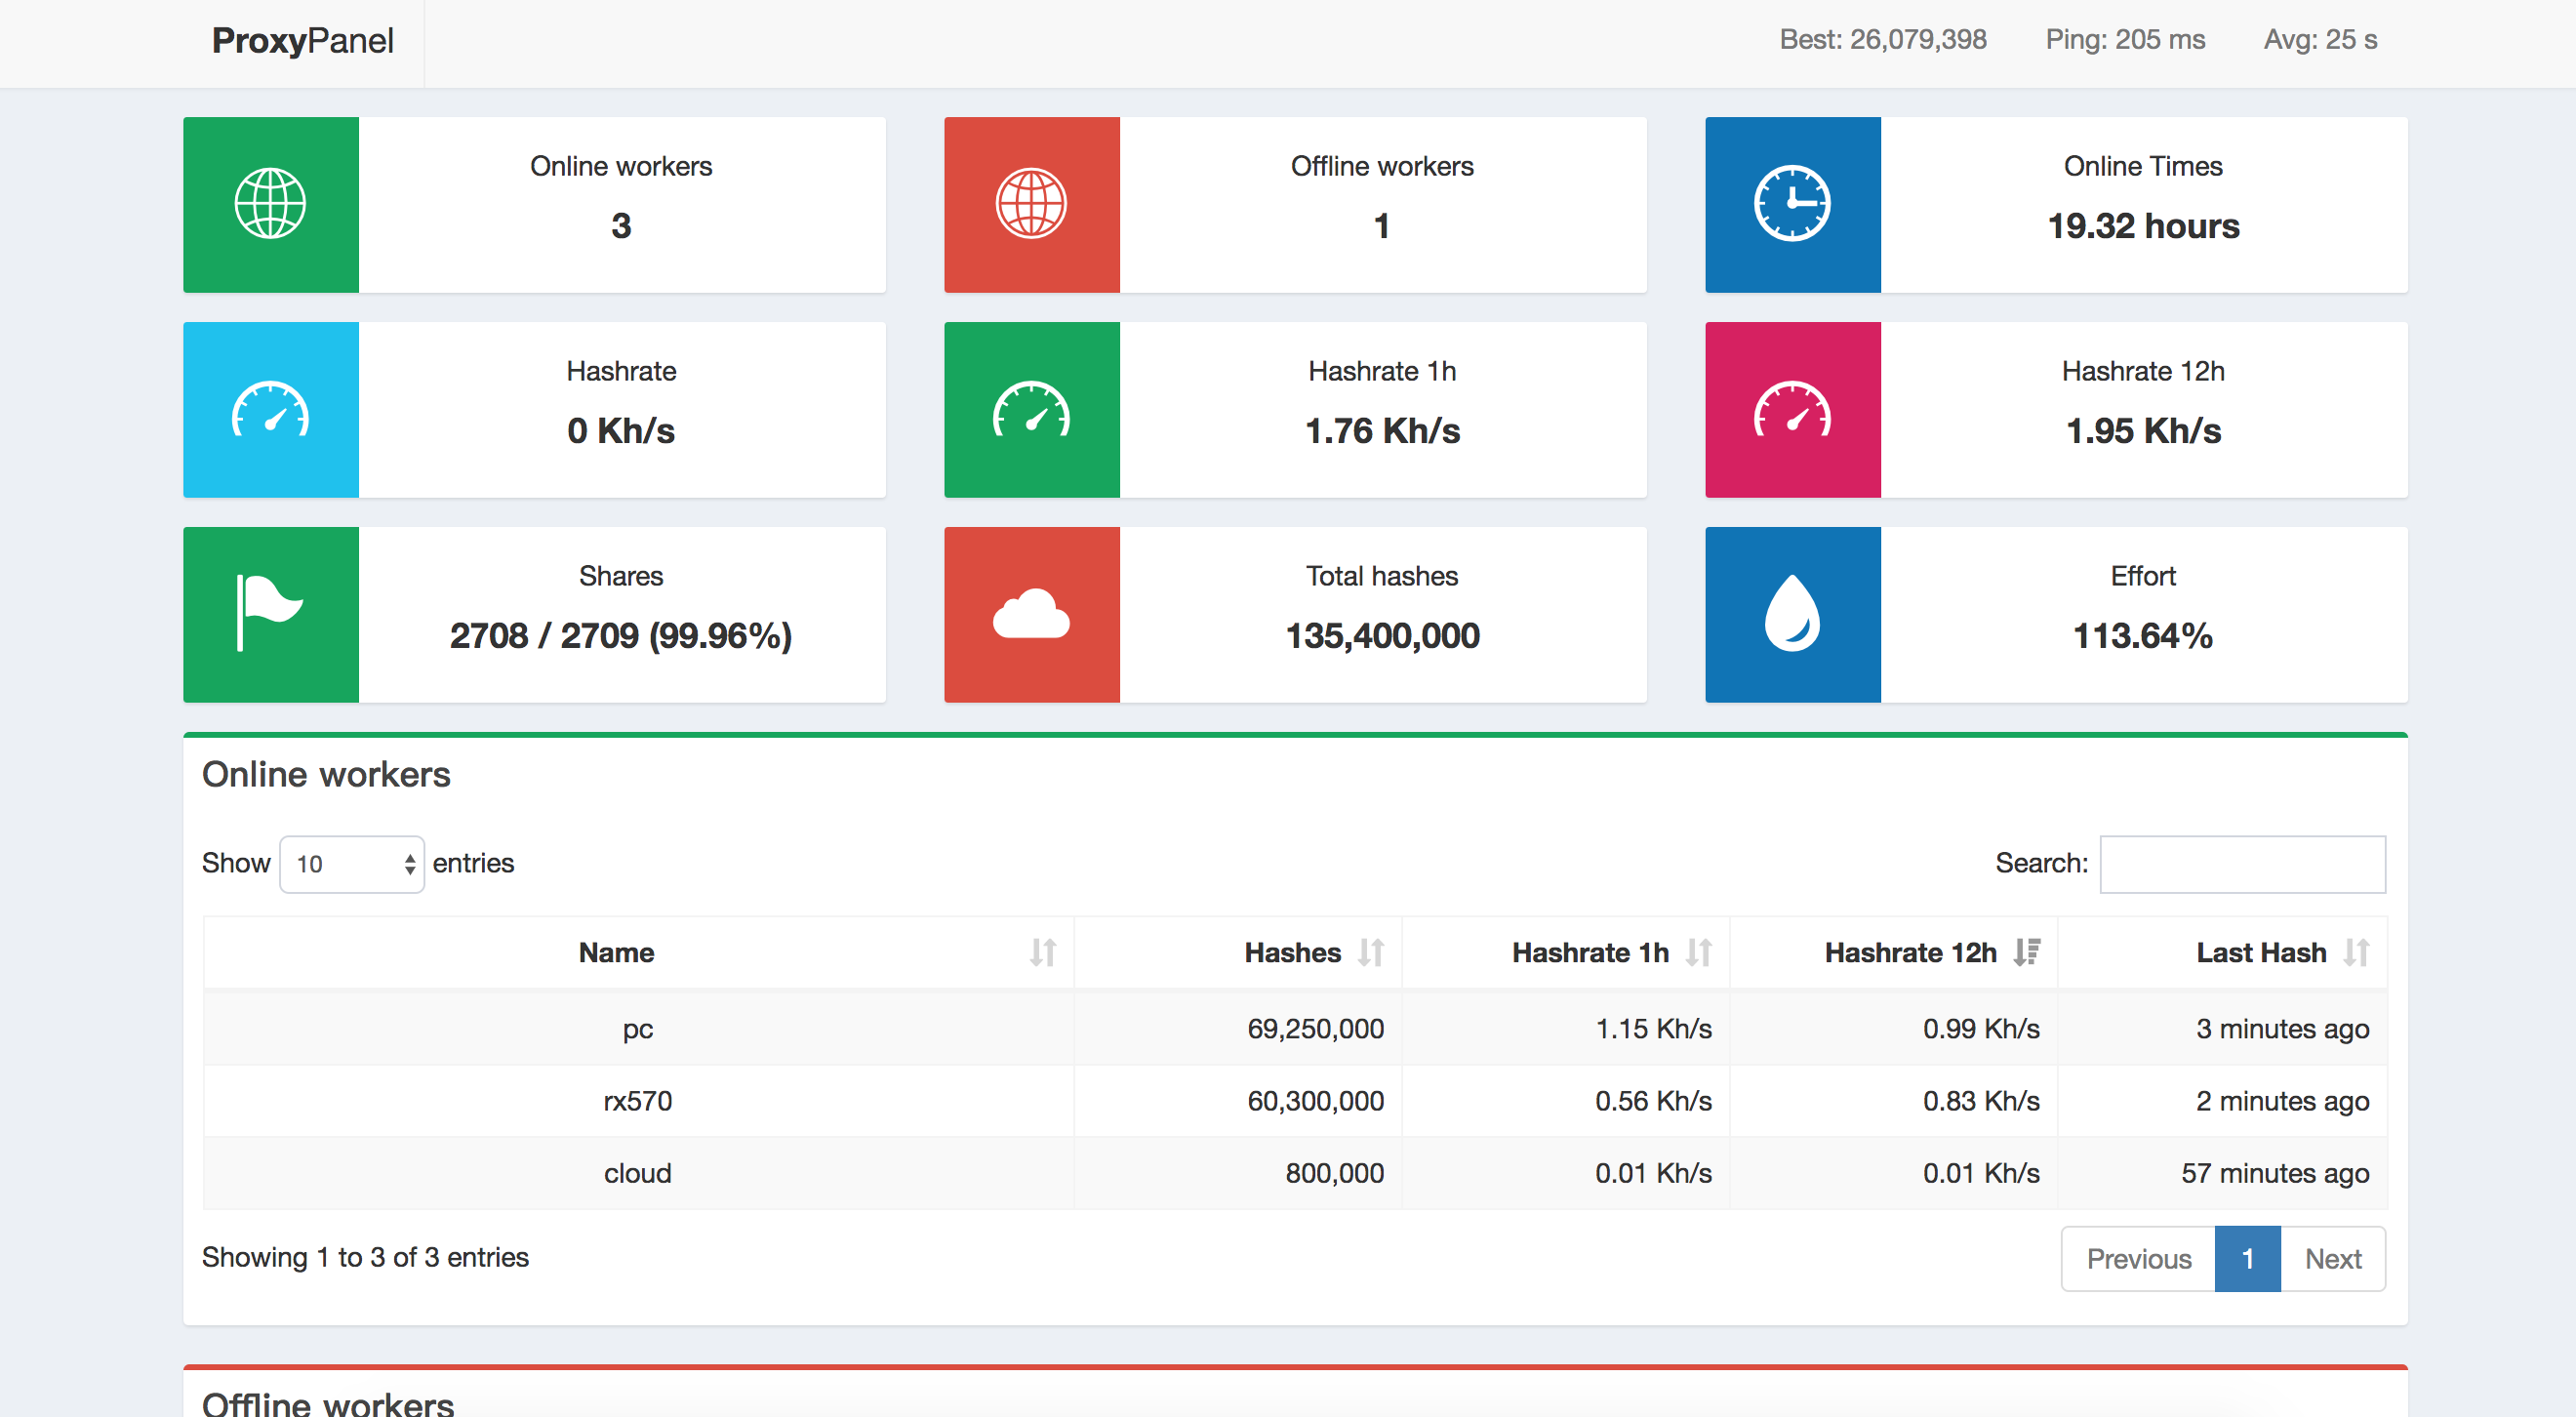 ProxyPanel Best: 26,079,398 Ping: 205 ms Avg: 25 s
Online workers
3
Offline workers
1
Online Times
19.32 hours
Hashrate
0 Kh/s
Hashrate 1h
1.76 Kh/s
Hashrate 12h
1.95 Kh/s
Shares
2708 / 2709 (99.96%)
Total hashes
135,400,000
Effort
113.64%
Online workers
Show 10 entries Search:
Name Hashes Hashrate 1h Hashrate 12h Last Hash
pc 69,250,000 1.15 Kh/s 0.99 Kh/s 3 minutes ago
rx570 60,300,000 0.56 Kh/s 0.83 Kh/s 2 minutes ago
cloud 800,000 0.01 Kh/s 0.01 Kh/s 57 minutes ago
Showing 1 to 3 of 3 entries Previous 1 Next
Offline workers